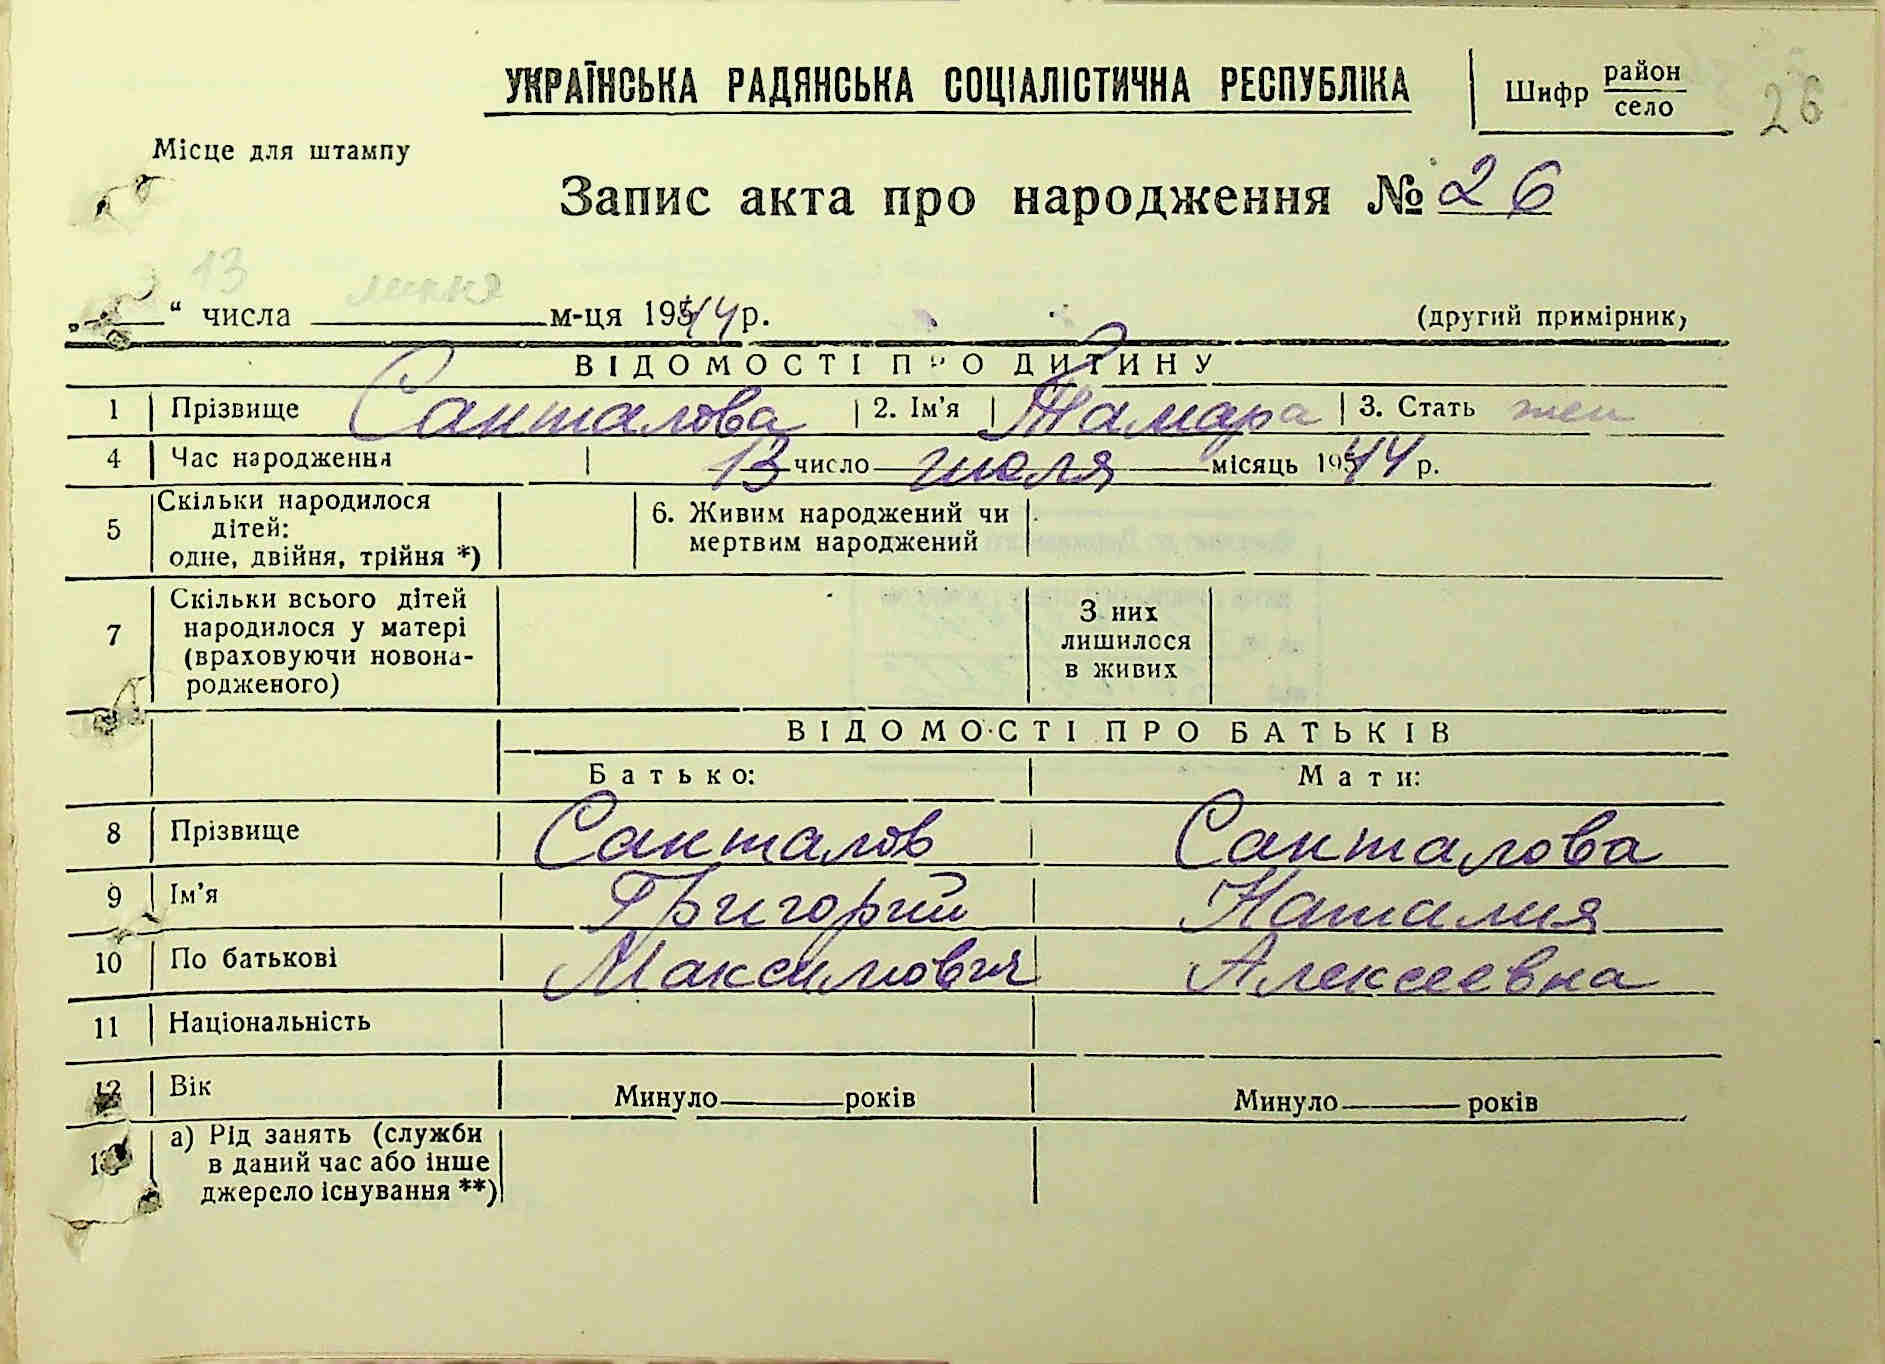 УКРАЇНСЬКА РАДЯНСЬКА СОЦІАЛІСТИЧНА РЕСПУБЛІКА
Шифр район
село
26
Місце для штампу
Запис акта про народження № 26
13 липня
„ “ числа м-ця 1944 р. (другий примірник)
ВІДОМОСТІ ПРО ДИТИНУ
1 Прізвище Санталова 2. Ім'я Тамара 3. Стать жен
4 Час народження 13 число июля місяць 1944 р.
5 Скільки народилося дітей: одне, двійня, трійня *) 6. Живим народжений чи мертвим народжений
7 Скільки всього дітей народилося у матері (враховуючи новона-родженого) З них лишилося в живих
ВІДОМОСТІ ПРО БАТЬКІВ
Батько: Мати:
8 Прізвище Санталов Санталова
9 Ім'я Григорий Наталия
10 По батькові Максимович Алексеевна
11 Національність
12 Вік Минуло років Минуло років
13 а) Рід занять (служби в даний час або інше джерело існування **)